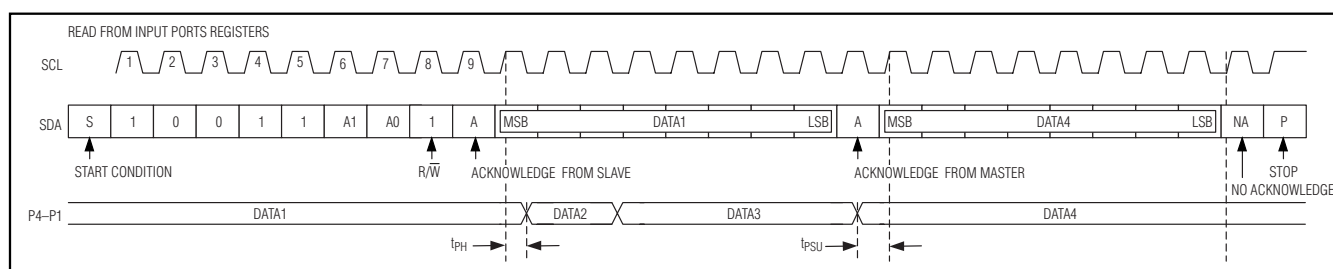 READ FROM INPUT PORTS REGISTERS
SCL 1 2 3 4 5 6 7 8 9
SDA S 1 0 0 1 1 A1 A0 1 A MSB DATA1 LSB A MSB DATA4 LSB NA P
START CONDITION R/W̅ ACKNOWLEDGE FROM SLAVE ACKNOWLEDGE FROM MASTER STOP
NO ACKNOWLEDGE
P4–P1 DATA1 DATA2 DATA3 DATA4
tPH tPSU